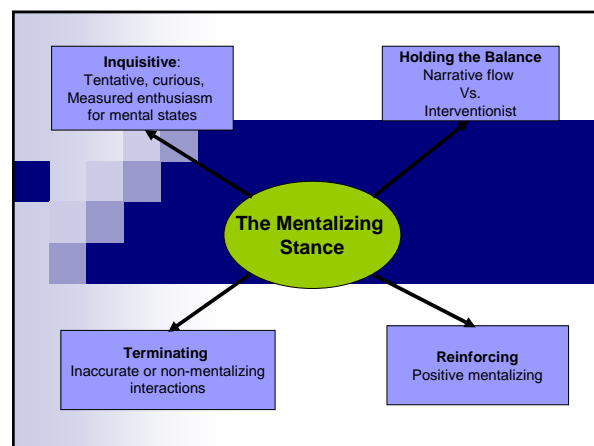 Inquisitive:
Tentative, curious,
Measured enthusiasm
for mental states
Holding the Balance
Narrative flow
Vs.
Interventionist
The Mentalizing
Stance
Terminating
Inaccurate or non-mentalizing
interactions
Reinforcing
Positive mentalizing